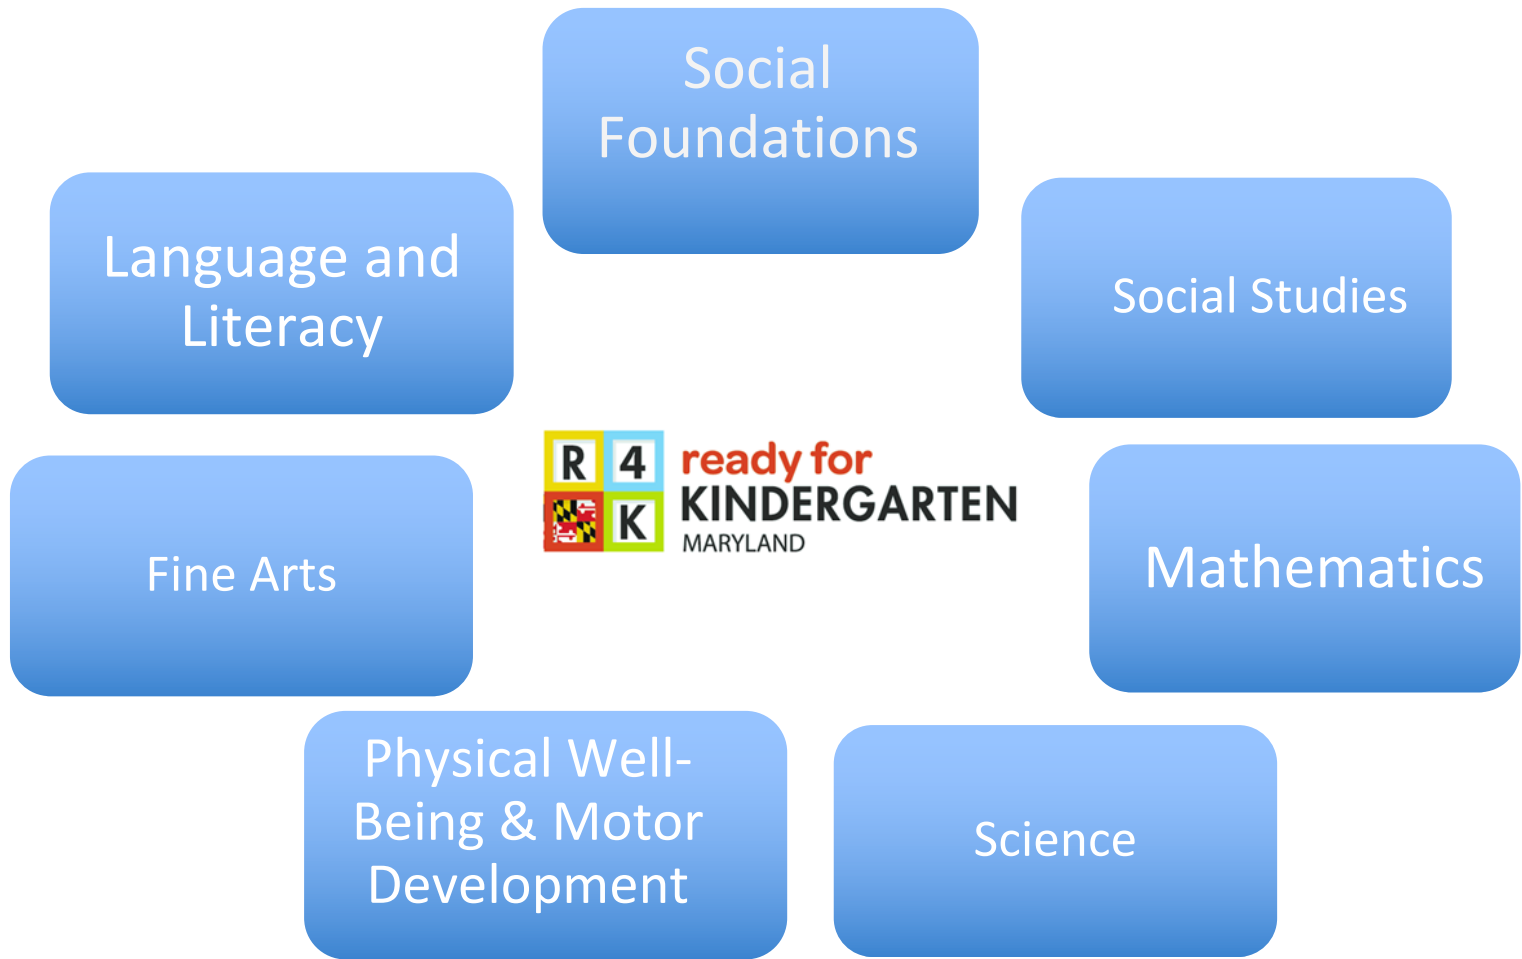 Social
Foundations
Language and
Literacy
Social Studies
R 4
K
ready for
KINDERGARTEN
MARYLAND
Fine Arts
Mathematics
Physical Well-
Being & Motor
Development
Science